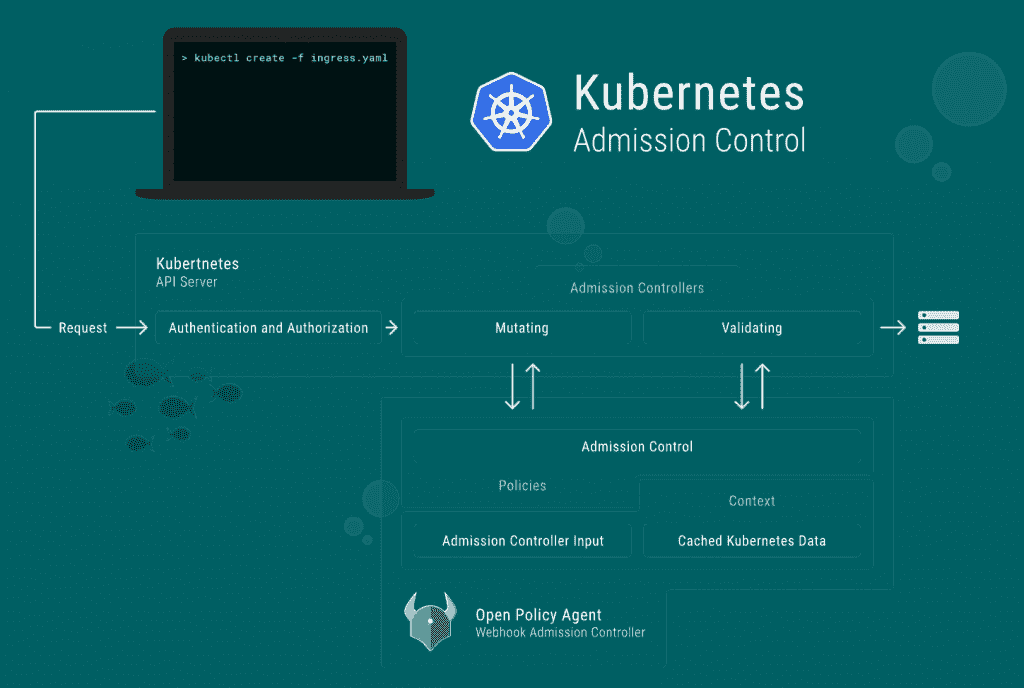 > kubectl create -f ingress.yaml
Kubernetes
Admission Control
Kubertnetes
API Server
Admission Controllers
Request
Authentication and Authorization
Mutating
Validating
Admission Control
Policies
Context
Admission Controller Input
Cached Kubernetes Data
Open Policy Agent
Webhook Admission Controller